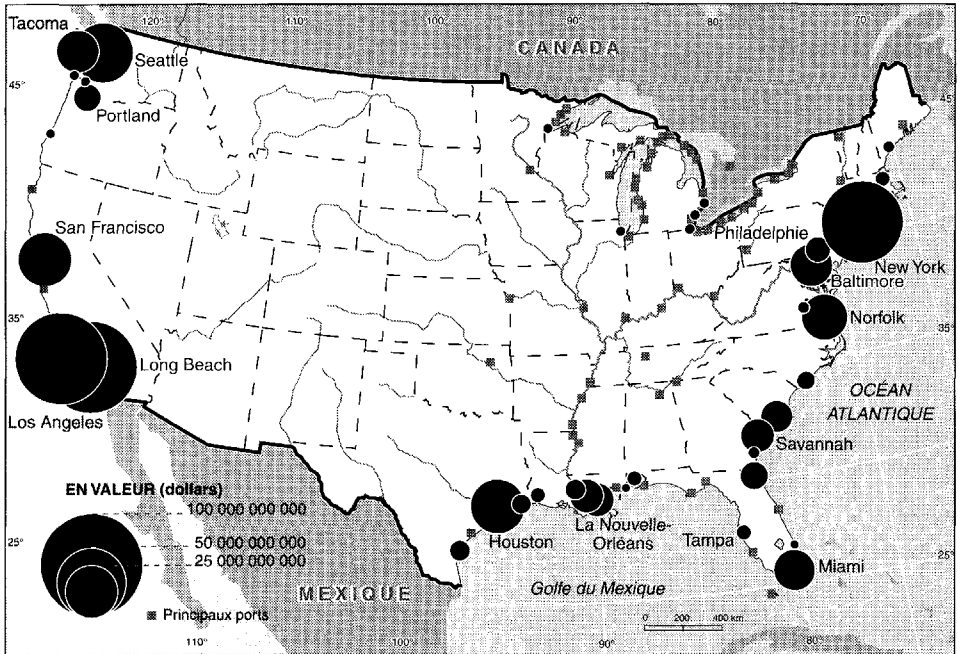 120°
110°
100°
90°
80°
70°
Tacoma
CANADA
Seattle
45°
45°
Portland
San Francisco
Philadelphie
New York
Baltimore
35°
Norfolk
35°
Long Beach
Los Angeles
OCÉAN
ATLANTIQUE
Savannah
EN VALEUR (dollars)
100 000 000 000
50 000 000 000
25 000 000 000
Houston
La Nouvelle-
Orléans
Tampa
25°
25°
Miami
MEXIQUE
Golfe du Mexique
Principaux ports
0 200 400 km
110°
100°
90°
80°